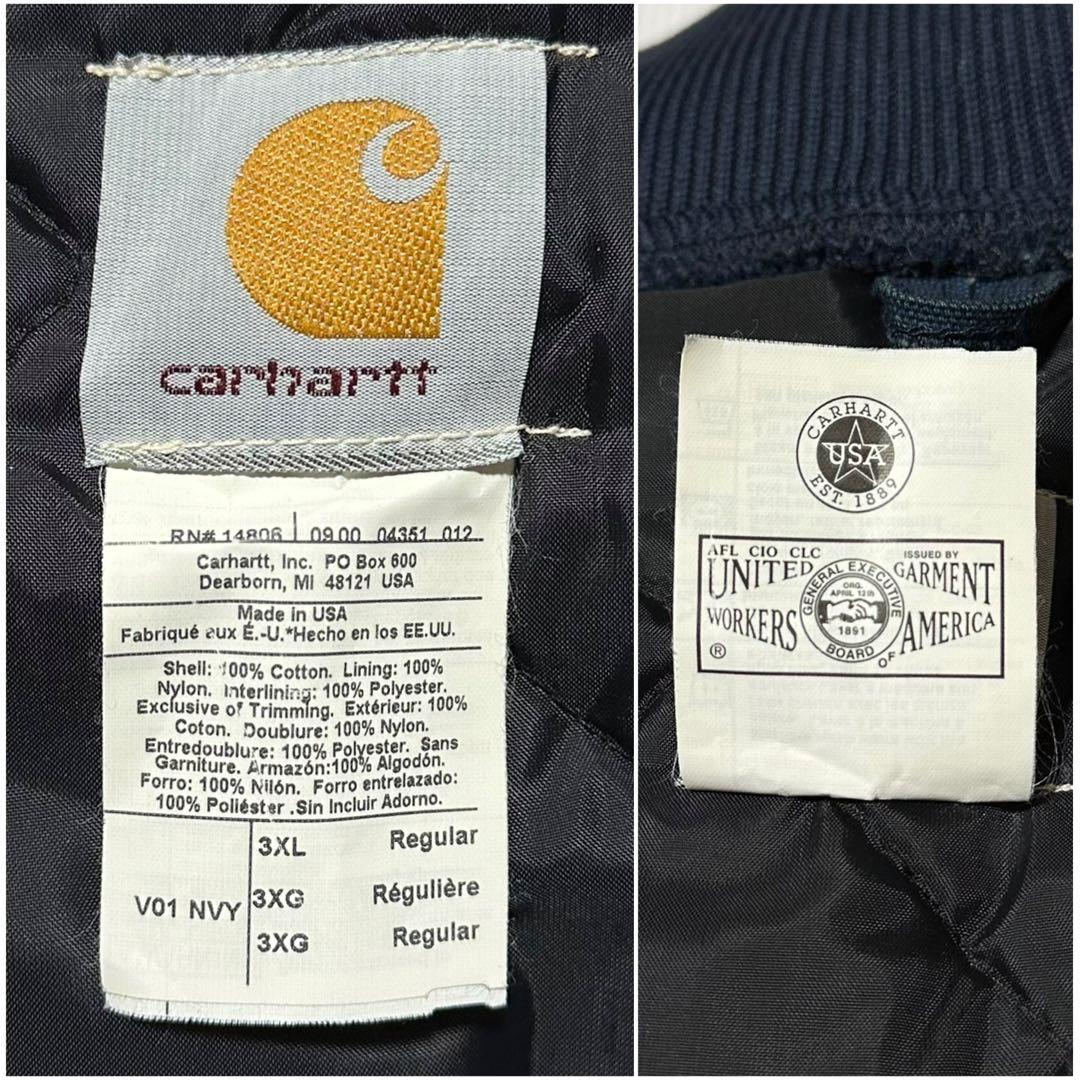 carhartt
RN# 14806 09 00 04351 012
Carhartt, Inc. PO Box 600
Dearborn, MI 48121 USA
Made in USA
Fabriqué aux É.-U.*Hecho en los EE.UU.
Shell: 100% Cotton. Lining: 100%
Nylon. Interlining: 100% Polyester.
Exclusive of Trimming. Extérieur: 100%
Coton. Doublure: 100% Nylon.
Entredoublure: 100% Polyester. Sans
Garniture. Armazón:100% Algodón.
Forro: 100% Nilón. Forro entrelazado:
100% Poliéster .Sin Incluir Adorno.
V01 NVY
3XL Regular
3XG Régulière
3XG Regular
CARHARTT
USA
EST. 1889
AFL CIO CLC ISSUED BY
UNITED GARMENT
WORKERS OF AMERICA
GENERAL EXECUTIVE
BOARD
ORG.
APRIL 12th
1891
®